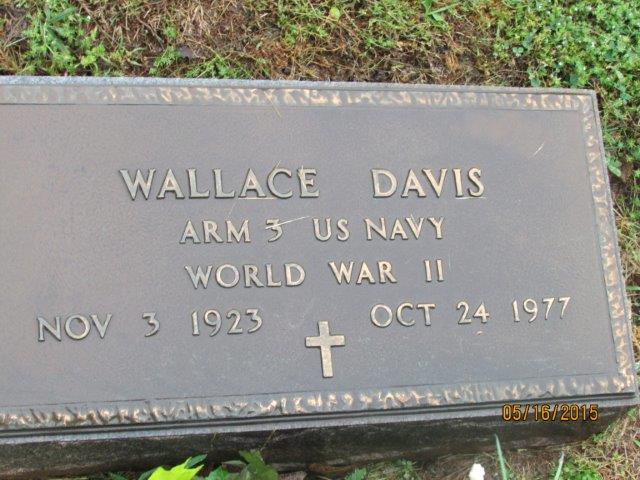 WALLACE DAVIS
ARM 3 US NAVY
WORLD WAR II
NOV 3 1923 OCT 24 1977
05/16/2015